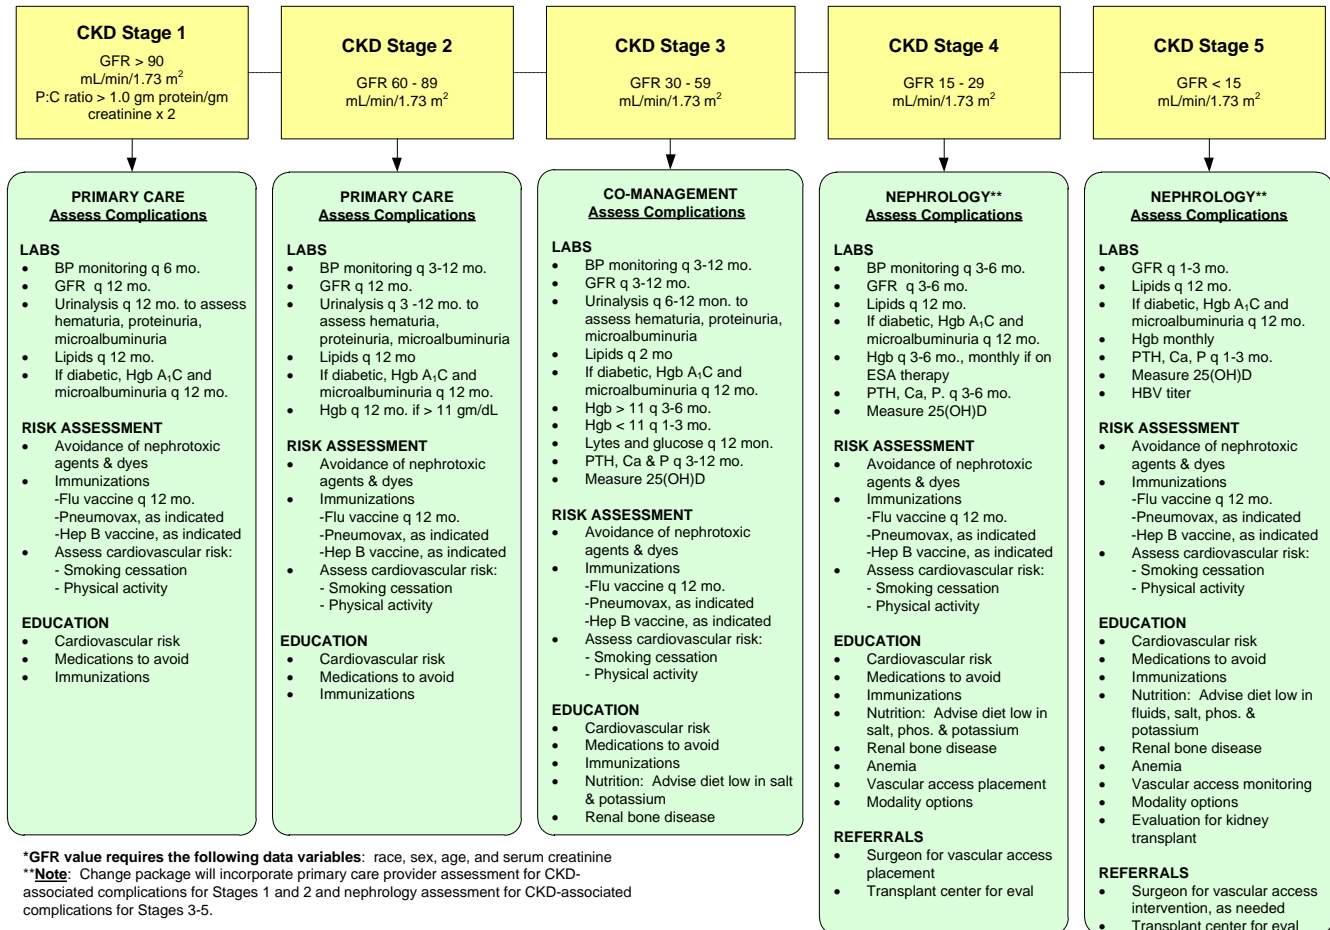 CKD Stage 1
GFR > 90
mL/min/1.73 m²
P:C ratio > 1.0 gm protein/gm
creatinine x 2
CKD Stage 2
GFR 60 - 89
mL/min/1.73 m²
CKD Stage 3
GFR 30 - 59
mL/min/1.73 m²
CKD Stage 4
GFR 15 - 29
mL/min/1.73 m²
CKD Stage 5
GFR < 15
mL/min/1.73 m²
PRIMARY CARE
Assess Complications
LABS
• BP monitoring q 6 mo.
• GFR q 12 mo.
• Urinalysis q 12 mo. to assess
hematuria, proteinuria,
microalbuminuria
• Lipids q 12 mo.
• If diabetic, Hgb A₁C and
microalbuminuria q 12 mo.
RISK ASSESSMENT
• Avoidance of nephrotoxic
agents & dyes
• Immunizations
-Flu vaccine q 12 mo.
-Pneumovax, as indicated
-Hep B vaccine, as indicated
• Assess cardiovascular risk:
- Smoking cessation
- Physical activity
EDUCATION
• Cardiovascular risk
• Medications to avoid
• Immunizations
PRIMARY CARE
Assess Complications
LABS
• BP monitoring q 3-12 mo.
• GFR q 12 mo.
• Urinalysis q 3 -12 mo. to
assess hematuria,
proteinuria, microalbuminuria
• Lipids q 12 mo
• If diabetic, Hgb A₁C and
microalbuminuria q 12 mo.
• Hgb q 12 mo. if > 11 gm/dL
RISK ASSESSMENT
• Avoidance of nephrotoxic
agents & dyes
• Immunizations
-Flu vaccine q 12 mo.
-Pneumovax, as indicated
-Hep B vaccine, as indicated
• Assess cardiovascular risk:
- Smoking cessation
- Physical activity
EDUCATION
• Cardiovascular risk
• Medications to avoid
• Immunizations
CO-MANAGEMENT
Assess Complications
LABS
• BP monitoring q 3-12 mo.
• GFR q 3-12 mo.
• Urinalysis q 6-12 mon. to
assess hematuria, proteinuria,
microalbuminuria
• Lipids q 2 mo
• If diabetic, Hgb A₁C and
microalbuminuria q 12 mo.
• Hgb > 11 q 3-6 mo.
• Hgb < 11 q 1-3 mo.
• Lytes and glucose q 12 mon.
• PTH, Ca & P q 3-12 mo.
• Measure 25(OH)D
RISK ASSESSMENT
• Avoidance of nephrotoxic
agents & dyes
• Immunizations
-Flu vaccine q 12 mo.
-Pneumovax, as indicated
-Hep B vaccine, as indicated
• Assess cardiovascular risk:
- Smoking cessation
- Physical activity
EDUCATION
• Cardiovascular risk
• Medications to avoid
• Immunizations
• Nutrition: Advise diet low in salt
& potassium
• Renal bone disease
NEPHROLOGY**
Assess Complications
LABS
• BP monitoring q 3-6 mo.
• GFR q 3-6 mo.
• Lipids q 12 mo.
• If diabetic, Hgb A₁C and
microalbuminuria q 12 mo.
• Hgb q 3-6 mo., monthly if on
ESA therapy
• PTH, Ca, P. q 3-6 mo.
• Measure 25(OH)D
RISK ASSESSMENT
• Avoidance of nephrotoxic
agents & dyes
• Immunizations
-Flu vaccine q 12 mo.
-Pneumovax, as indicated
-Hep B vaccine, as indicated
• Assess cardiovascular risk:
- Smoking cessation
- Physical activity
EDUCATION
• Cardiovascular risk
• Medications to avoid
• Immunizations
• Nutrition: Advise diet low in
salt, phos. & potassium
• Renal bone disease
• Anemia
• Vascular access placement
• Modality options
REFERRALS
• Surgeon for vascular access
placement
• Transplant center for eval
NEPHROLOGY**
Assess Complications
LABS
• GFR q 1-3 mo.
• Lipids q 12 mo.
• If diabetic, Hgb A₁C and
microalbuminuria q 12 mo.
• Hgb monthly
• PTH, Ca, P q 1-3 mo.
• Measure 25(OH)D
• HBV titer
RISK ASSESSMENT
• Avoidance of nephrotoxic
agents & dyes
• Immunizations
-Flu vaccine q 12 mo.
-Pneumovax, as indicated
-Hep B vaccine, as indicated
• Assess cardiovascular risk:
- Smoking cessation
- Physical activity
EDUCATION
• Cardiovascular risk
• Medications to avoid
• Immunizations
• Nutrition: Advise diet low in
fluids, salt, phos. &
potassium
• Renal bone disease
• Anemia
• Vascular access monitoring
• Modality options
• Evaluation for kidney
transplant
REFERRALS
• Surgeon for vascular access
intervention, as needed
• Transplant center for eval
*GFR value requires the following data variables: race, sex, age, and serum creatinine
**Note: Change package will incorporate primary care provider assessment for CKD-
associated complications for Stages 1 and 2 and nephrology assessment for CKD-associated
complications for Stages 3-5.